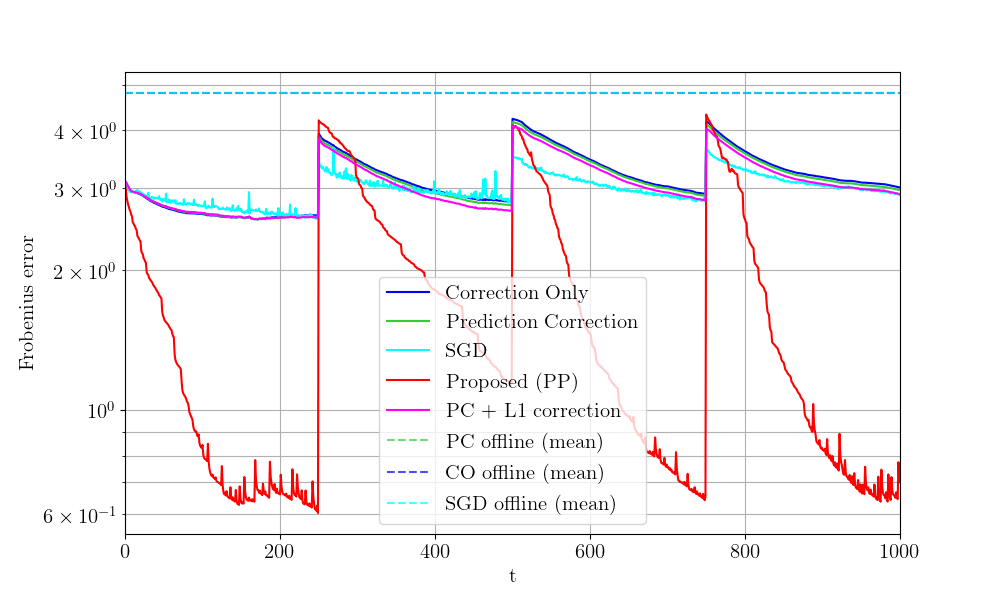 Frobenius error
4 × 10⁰
3 × 10⁰
2 × 10⁰
10⁰
6 × 10⁻¹
Correction Only
Prediction Correction
SGD
Proposed (PP)
PC + L1 correction
PC offline (mean)
CO offline (mean)
SGD offline (mean)
0 200 400 600 800 1000
t